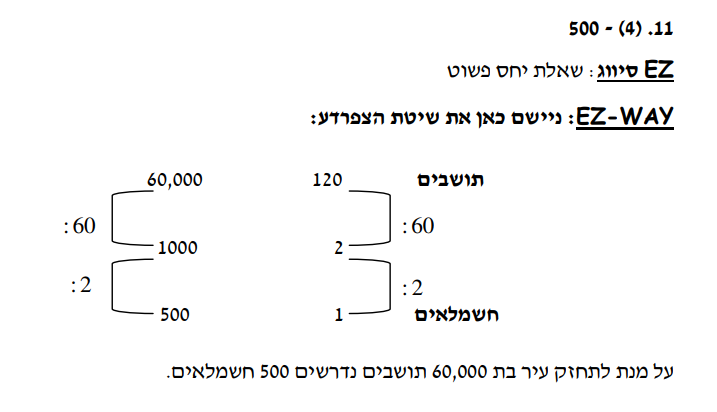 11. (4) - 500
EZ סיווג: שאלת יחס פשוט
EZ-WAY: ניישם כאן את שיטת הצפרדע:
תושבים 120 60,000
:60 :60
2 1000
:2 :2
חשמלאים 1 500
על מנת לתחזק עיר בת 60,000 תושבים נדרשים 500 חשמלאים.